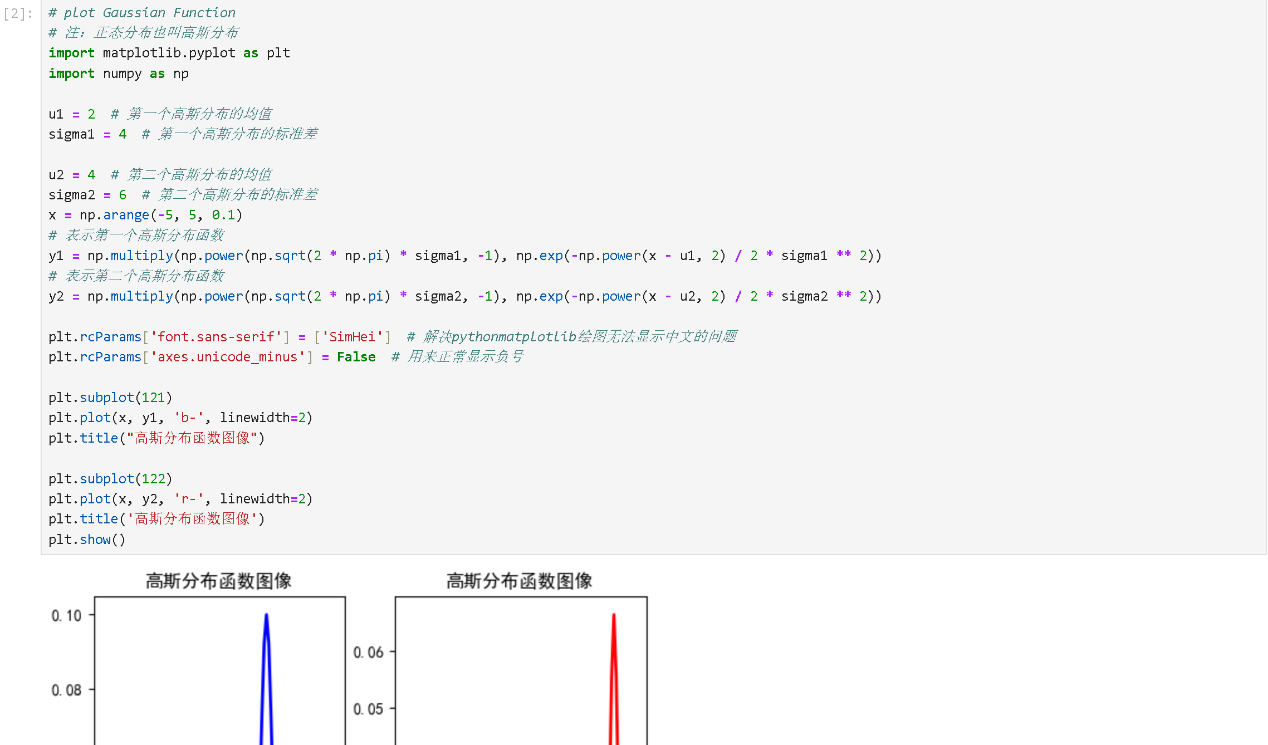 [2]:
# plot Gaussian Function
# 注：正态分布也叫高斯分布
import matplotlib.pyplot as plt
import numpy as np
u1 = 2  # 第一个高斯分布的均值
sigma1 = 4  # 第一个高斯分布的标准差
u2 = 4  # 第二个高斯分布的均值
sigma2 = 6  # 第二个高斯分布的标准差
x = np.arange(-5, 5, 0.1)
# 表示第一个高斯分布函数
y1 = np.multiply(np.power(np.sqrt(2 * np.pi) * sigma1, -1), np.exp(-np.power(x - u1, 2) / 2 * sigma1 ** 2))
# 表示第二个高斯分布函数
y2 = np.multiply(np.power(np.sqrt(2 * np.pi) * sigma2, -1), np.exp(-np.power(x - u2, 2) / 2 * sigma2 ** 2))
plt.rcParams['font.sans-serif'] = ['SimHei']  # 解决pythonmatplotlib绘图无法显示中文的问题
plt.rcParams['axes.unicode_minus'] = False  # 用来正常显示负号
plt.subplot(121)
plt.plot(x, y1, 'b-', linewidth=2)
plt.title("高斯分布函数图像")
plt.subplot(122)
plt.plot(x, y2, 'r-', linewidth=2)
plt.title('高斯分布函数图像')
plt.show()
高斯分布函数图像
0.10
0.08
高斯分布函数图像
0.06
0.05